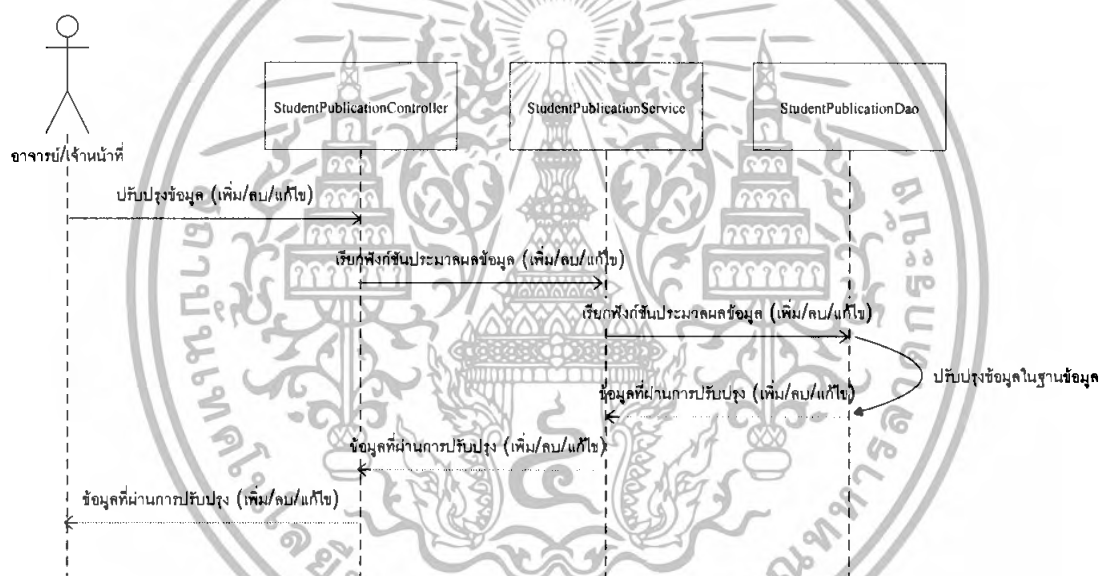 StudentPublicationController
StudentPublicationService
StudentPublicationDao
อาจารย์/เจ้าหน้าที่
ปรับปรุงข้อมูล (เพิ่ม/ลบ/แก้ไข)
เรียกฟังก์ชันประมาลผลข้อมูล (เพิ่ม/ลบ/แก้ไข)
เรียกฟังก์ชันประมวลผลข้อมูล (เพิ่ม/ลบ/แก้ไข)
ปรับปรุงข้อมูลในฐานข้อมูล
ข้อมูลที่ผ่านการปรับปรุง (เพิ่ม/ลบ/แก้ไข)
ข้อมูลที่ผ่านการปรับปรุง (เพิ่ม/ลบ/แก้ไข)
ข้อมูลที่ผ่านการปรับปรุง (เพิ่ม/ลบ/แก้ไข)